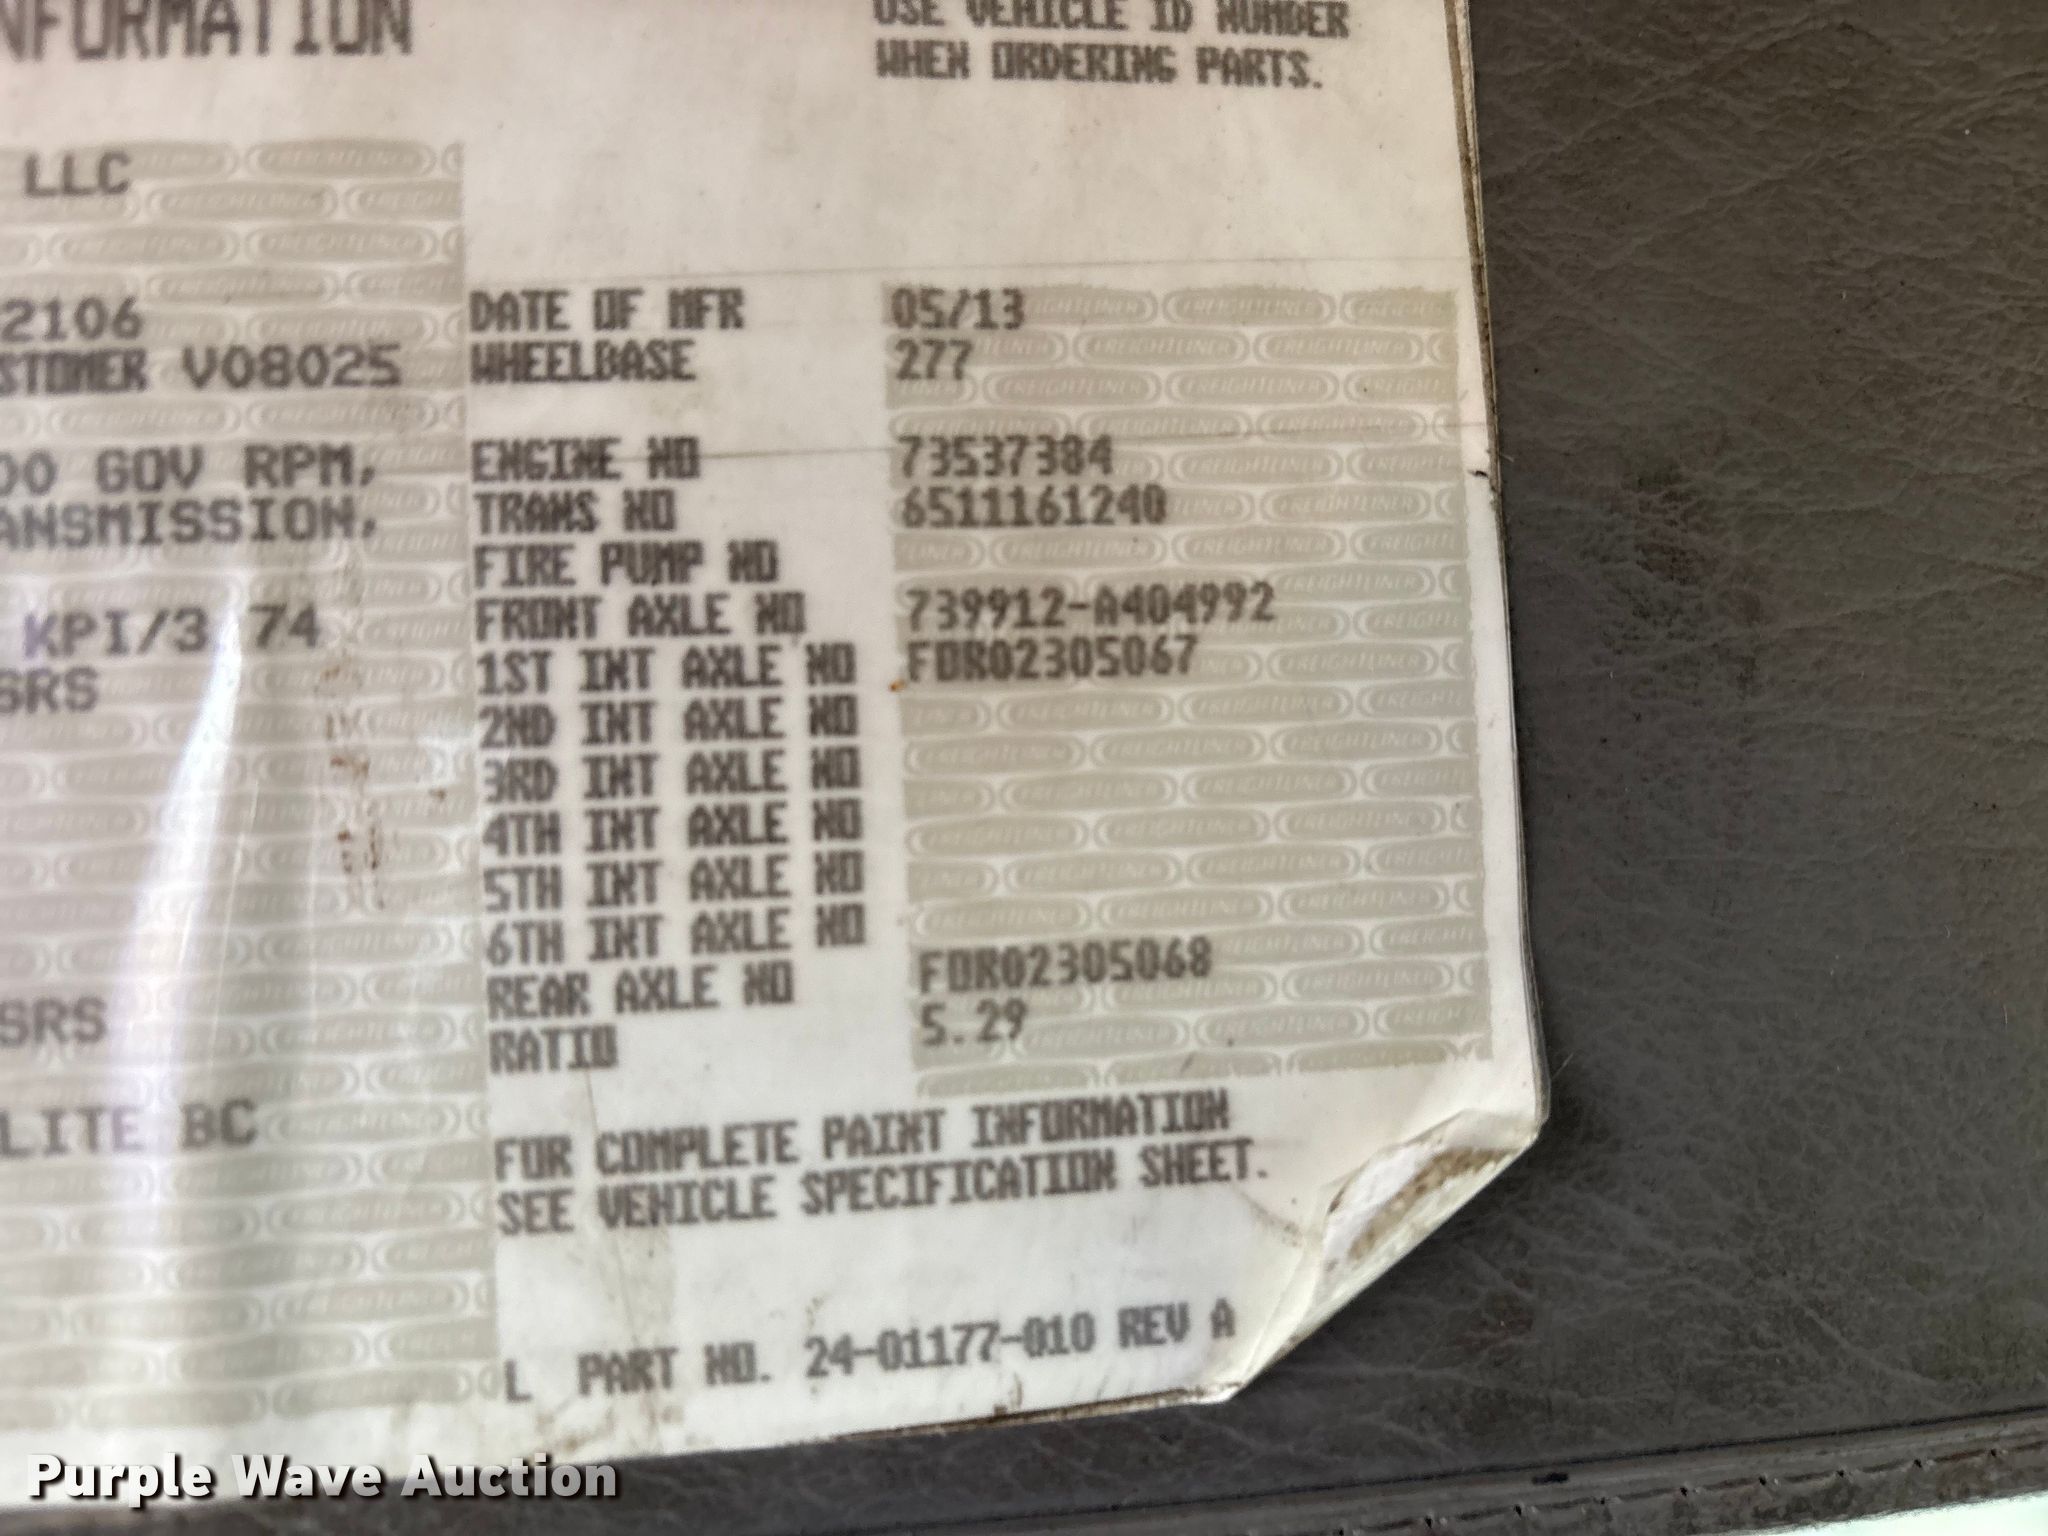 NFORMATION
USE VEHICLE ID NUMBER
WHEN ORDERING PARTS.
LLC
2106
STOMER V08025
00 GOV RPM,
ANSMISSION,
KPI/3 74
SRS
SRS
LITE BC
DATE OF MFR 05/13
WHEELBASE 277
ENGINE NO 73537384
TRANS NO 6511161240
FIRE PUMP NO
FRONT AXLE NO 739912-A404992
1ST INT AXLE NO FDR02305067
2ND INT AXLE NO
3RD INT AXLE NO
4TH INT AXLE NO
5TH INT AXLE NO
6TH INT AXLE NO
REAR AXLE NO FDR02305068
RATIO 5.29
FOR COMPLETE PAINT INFORMATION
SEE VEHICLE SPECIFICATION SHEET.
L PART NO. 24-01177-010 REV A
FREIGHTLINER
Purple Wave Auction